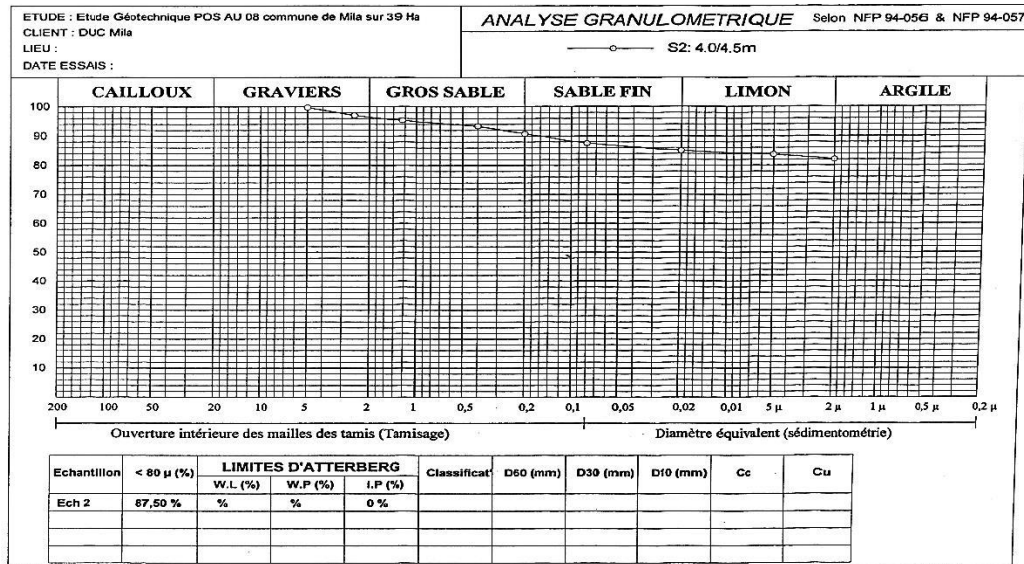 ETUDE : Etude Géotechnique POS AU 08 commune de Mila sur 39 Ha
CLIENT : DUC Mila
LIEU :
DATE ESSAIS :
ANALYSE GRANULOMETRIQUE Selon NFP 94-056 & NFP 94-057
S2: 4.0/4.5m
CAILLOUX GRAVIERS GROS SABLE SABLE FIN LIMON ARGILE
100
90
80
70
60
50
40
30
20
10
200 100 50 20 10 5 2 1 0,5 0,2 0,1 0,05 0,02 0,01 5 µ 2 µ 1 µ 0,5 µ 0,2 µ
Ouverture intérieure des mailles des tamis (Tamisage) Diamètre équivalent (sédimentométrie)
Echantillon < 80 µ (%) LIMITES D'ATTERBERG Classificat D60 (mm) D30 (mm) D10 (mm) Cc Cu
W.L (%) W.P (%) I.P (%)
Ech 2 87,50 % % % 0 %